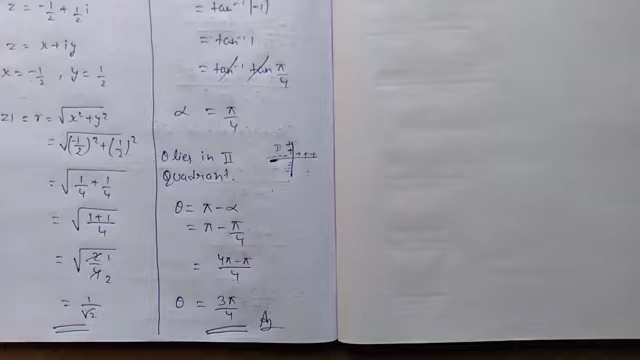 z = -1/2 + 1/2 i
z = x + iy
x = -1/2 , y = 1/2
z| = r = √(x² + y²)
= √((-1/2)² + (1/2)²)
= √(1/4 + 1/4)
= √((1+1)/4)
= √(2/4) 1 2
= 1/√2
= tan⁻¹ |-1|
= tan⁻¹ 1
= tan⁻¹ tan π/4
α = π/4
θ lies in II
Quadrant.
θ = π - α
= π - π/4
= (4π - π)/4
θ = 3π/4